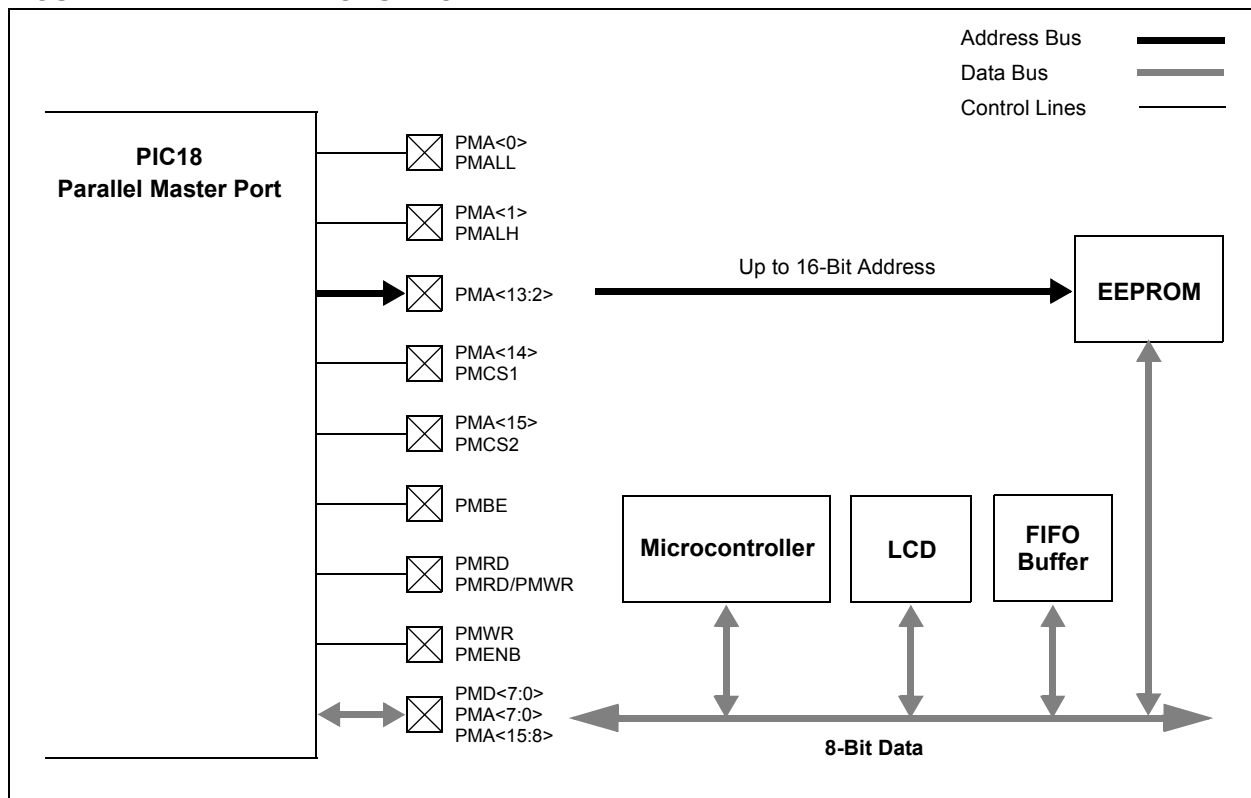 Address Bus
Data Bus
Control Lines
PIC18
Parallel Master Port
PMA<0>
PMALL
PMA<1>
PMALH
PMA<13:2>
Up to 16-Bit Address
EEPROM
PMA<14>
PMCS1
PMA<15>
PMCS2
PMBE
Microcontroller
LCD
FIFO
Buffer
PMRD
PMRD/PMWR
PMWR
PMENB
PMD<7:0>
PMA<7:0>
PMA<15:8>
8-Bit Data